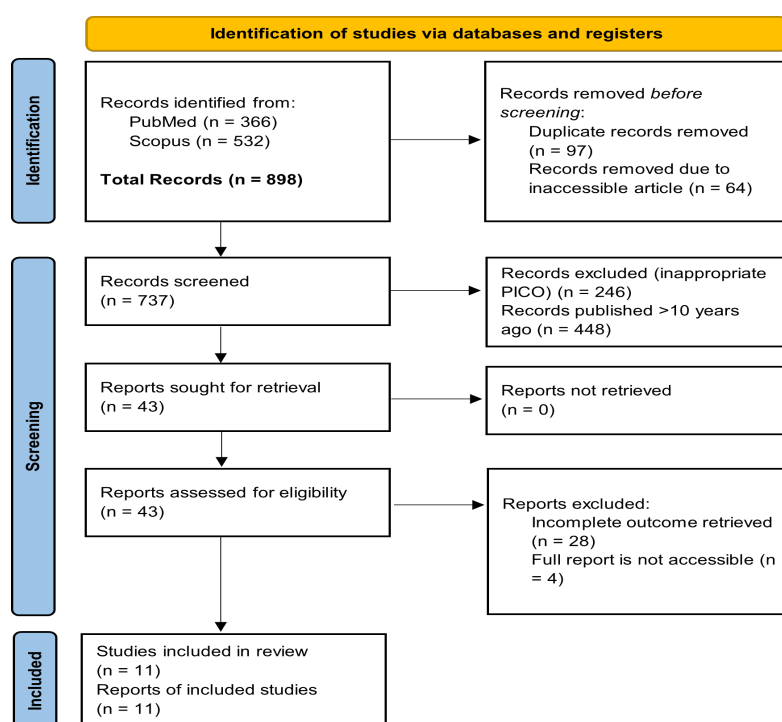 Identification of studies via databases and registers
Identification
Records identified from:
PubMed (n = 366)
Scopus (n = 532)
Total Records (n = 898)
Records removed before
screening:
Duplicate records removed
(n = 97)
Records removed due to
inaccessible article (n = 64)
Screening
Records screened
(n = 737)
Records excluded (inappropriate
PICO) (n = 246)
Records published >10 years
ago (n = 448)
Reports sought for retrieval
(n = 43)
Reports not retrieved
(n = 0)
Reports assessed for eligibility
(n = 43)
Reports excluded:
Incomplete outcome retrieved
(n = 28)
Full report is not accessible (n
= 4)
Included
Studies included in review
(n = 11)
Reports of included studies
(n = 11)